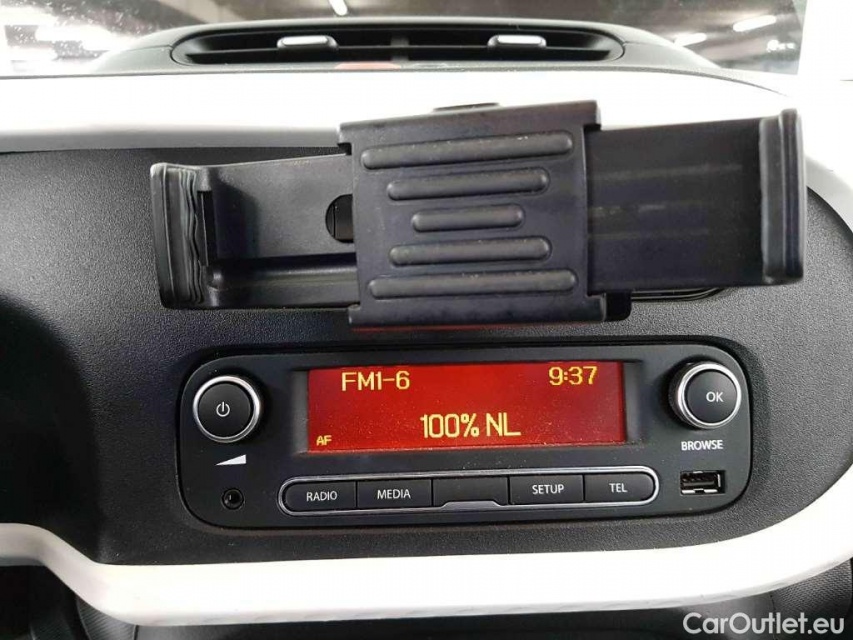 FM1-6 9:37
100% NL
AF
OK
BROWSE
RADIO MEDIA SETUP TEL
CarOutlet.eu